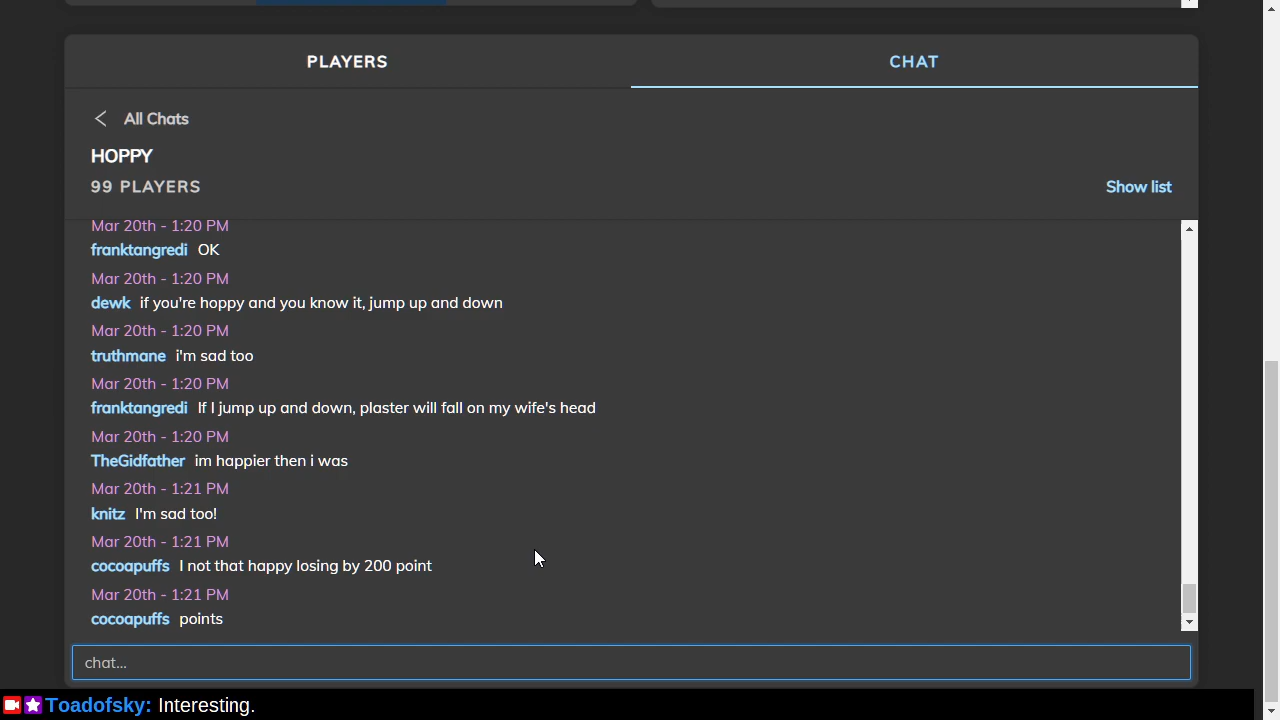 PLAYERS
CHAT
All Chats
HOPPY
99 PLAYERS
Show list
Mar 20th - 1:20 PM
franktangredi OK
Mar 20th - 1:20 PM
dewk if you're hoppy and you know it, jump up and down
Mar 20th - 1:20 PM
truthmane i'm sad too
Mar 20th - 1:20 PM
franktangredi If I jump up and down, plaster will fall on my wife's head
Mar 20th - 1:20 PM
TheGidfather im happier then i was
Mar 20th - 1:21 PM
knitz I'm sad too!
Mar 20th - 1:21 PM
cocoapuffs I not that happy losing by 200 point
Mar 20th - 1:21 PM
cocoapuffs points
chat...
Toadofsky: Interesting.